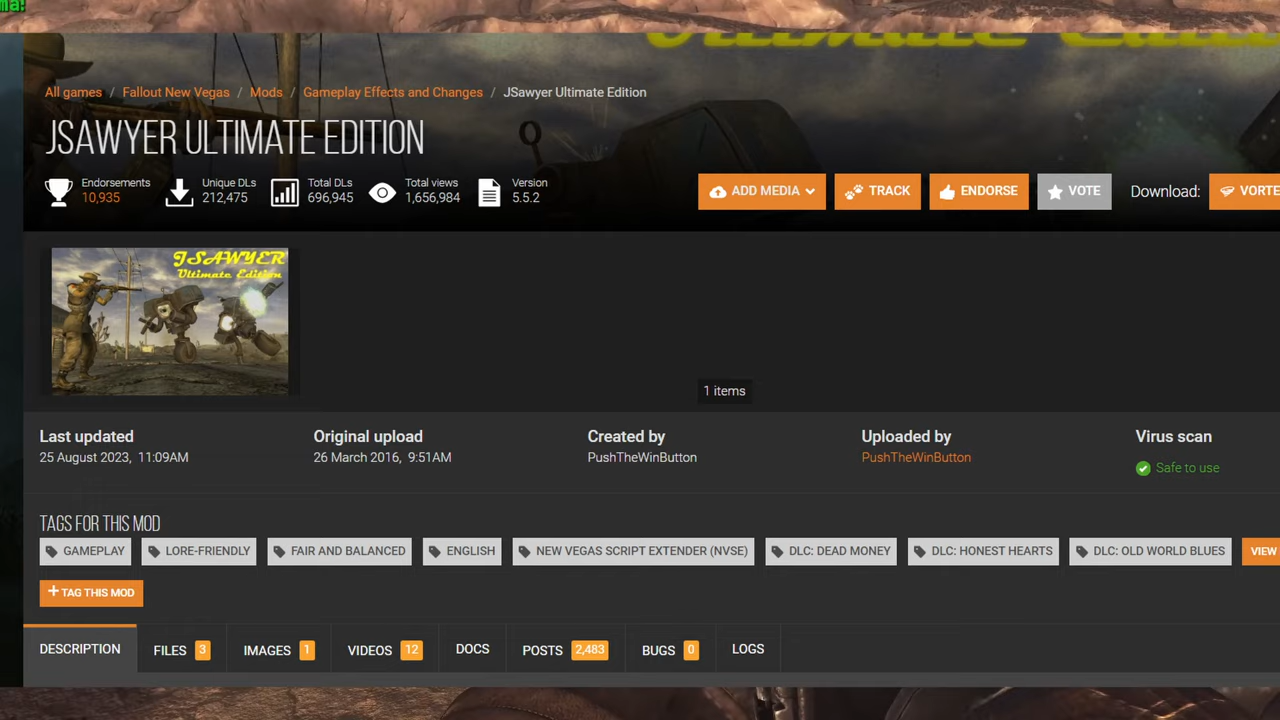 ma!
All games / Fallout New Vegas / Mods / Gameplay Effects and Changes / JSawyer Ultimate Edition
JSAWYER ULTIMATE EDITION
Endorsements
10,935
Unique DLs
212,475
Total DLs
696,945
Total views
1,656,984
Version
5.5.2
ADD MEDIA
TRACK
ENDORSE
VOTE
Download:
VORTE
JSAWYER
Ultimate Edition
1 items
Last updated
25 August 2023, 11:09AM
Original upload
26 March 2016, 9:51AM
Created by
PushTheWinButton
Uploaded by
PushTheWinButton
Virus scan
Safe to use
TAGS FOR THIS MOD
GAMEPLAY
LORE-FRIENDLY
FAIR AND BALANCED
ENGLISH
NEW VEGAS SCRIPT EXTENDER (NVSE)
DLC: DEAD MONEY
DLC: HONEST HEARTS
DLC: OLD WORLD BLUES
VIEW
+ TAG THIS MOD
DESCRIPTION
FILES 3
IMAGES 1
VIDEOS 12
DOCS
POSTS 2,483
BUGS 0
LOGS